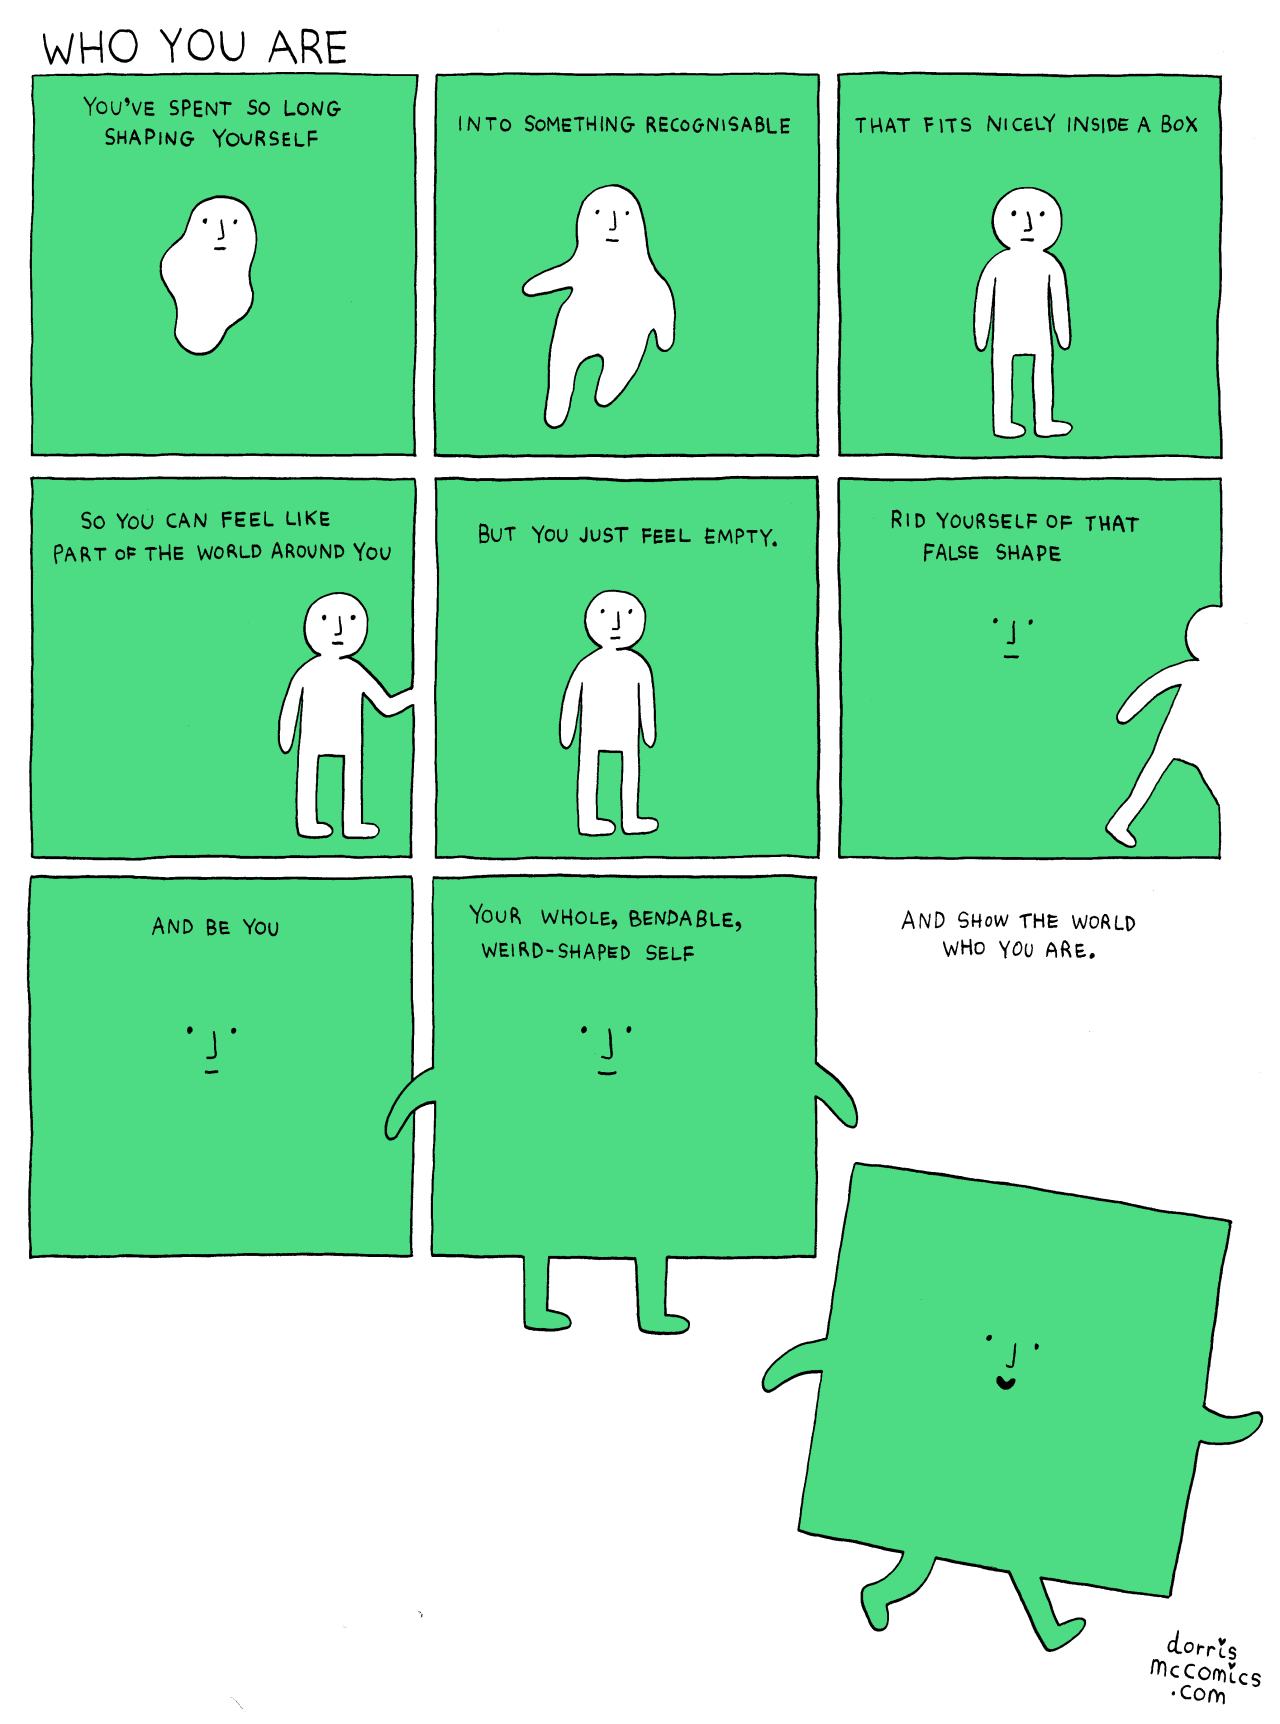 WHO YOU ARE
YOU'VE SPENT SO LONG
SHAPING YOURSELF
INTO SOMETHING RECOGNISABLE
THAT FITS NICELY INSIDE A BOX
SO YOU CAN FEEL LIKE
PART OF THE WORLD AROUND YOU
BUT YOU JUST FEEL EMPTY.
RID YOURSELF OF THAT
FALSE SHAPE
AND BE YOU
YOUR WHOLE, BENDABLE,
WEIRD-SHAPED SELF
AND SHOW THE WORLD
WHO YOU ARE.
dorris
mcComics
.com